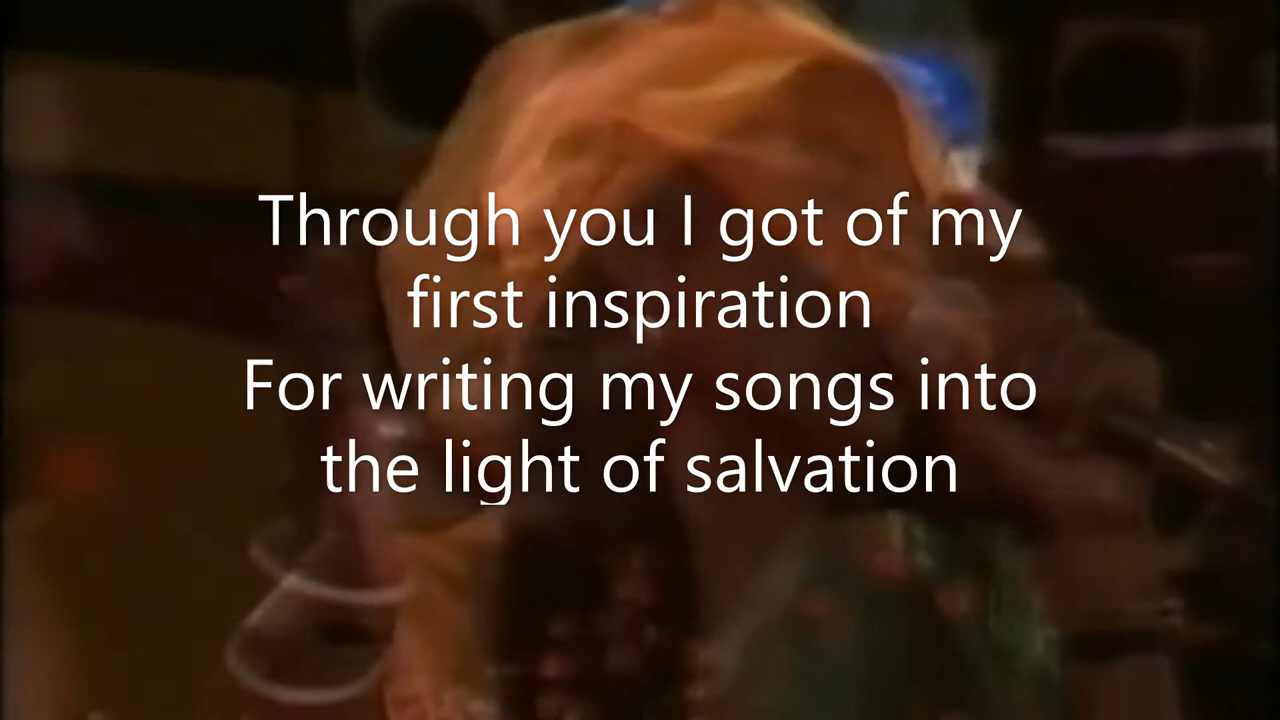 Through you I got of my
first inspiration
For writing my songs into
the light of salvation